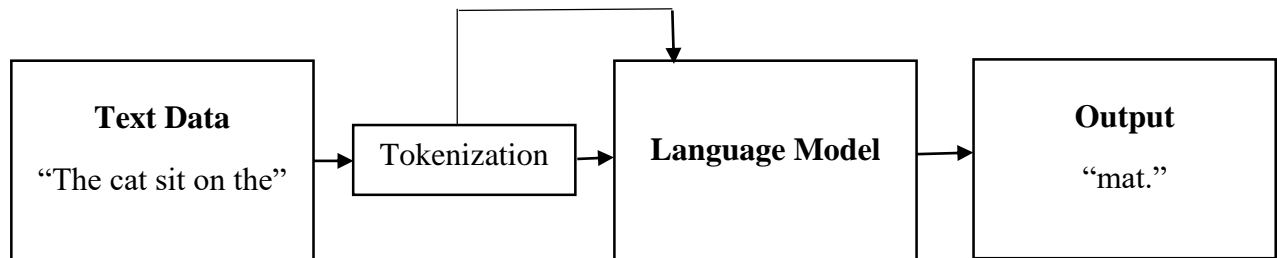 Text Data
“The cat sit on the”
Tokenization
Language Model
Output
“mat.”